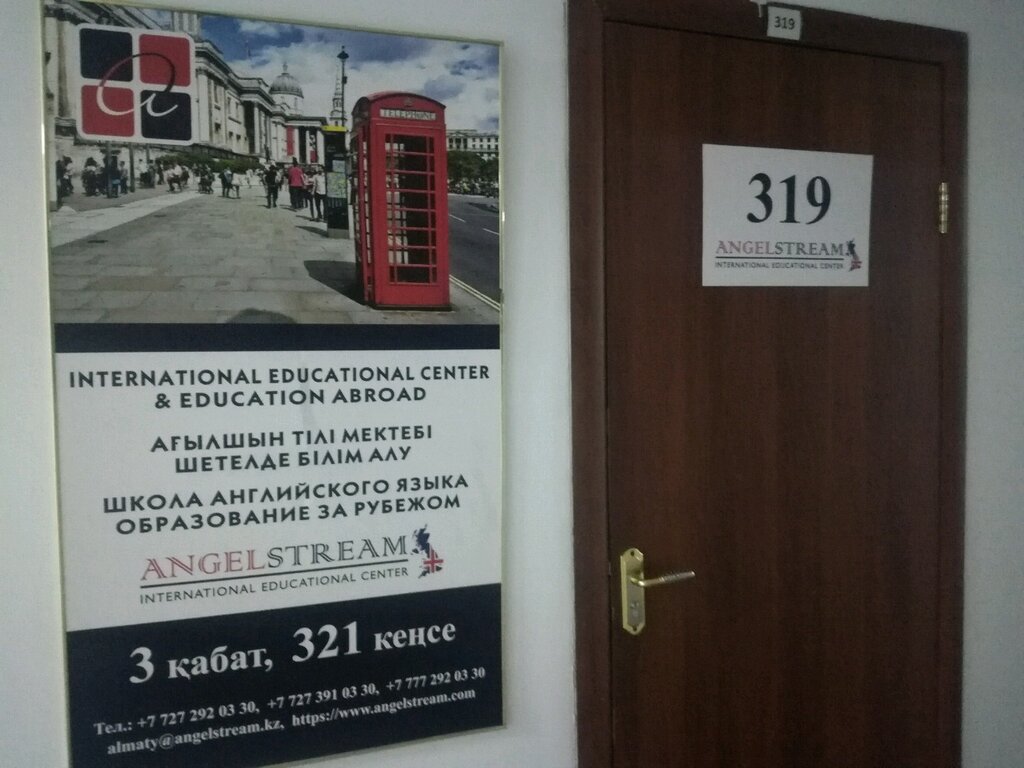 TELEPHONE
INTERNATIONAL EDUCATIONAL CENTER
& EDUCATION ABROAD
АҒЫЛШЫН ТІЛІ МЕКТЕБІ
ШЕТЕЛДЕ БІЛІМ АЛУ
ШКОЛА АНГЛИЙСКОГО ЯЗЫКА
ОБРАЗОВАНИЕ ЗА РУБЕЖОМ
ANGELSTREAM
INTERNATIONAL EDUCATIONAL CENTER
3 қабат, 321 кеңсе
Тел.: +7 727 292 03 30, +7 727 391 03 30, +7 777 292 03 30
almaty@angelstream.kz, https://www.angelstream.com
319
319
ANGELSTREAM
INTERNATIONAL EDUCATIONAL CENTER